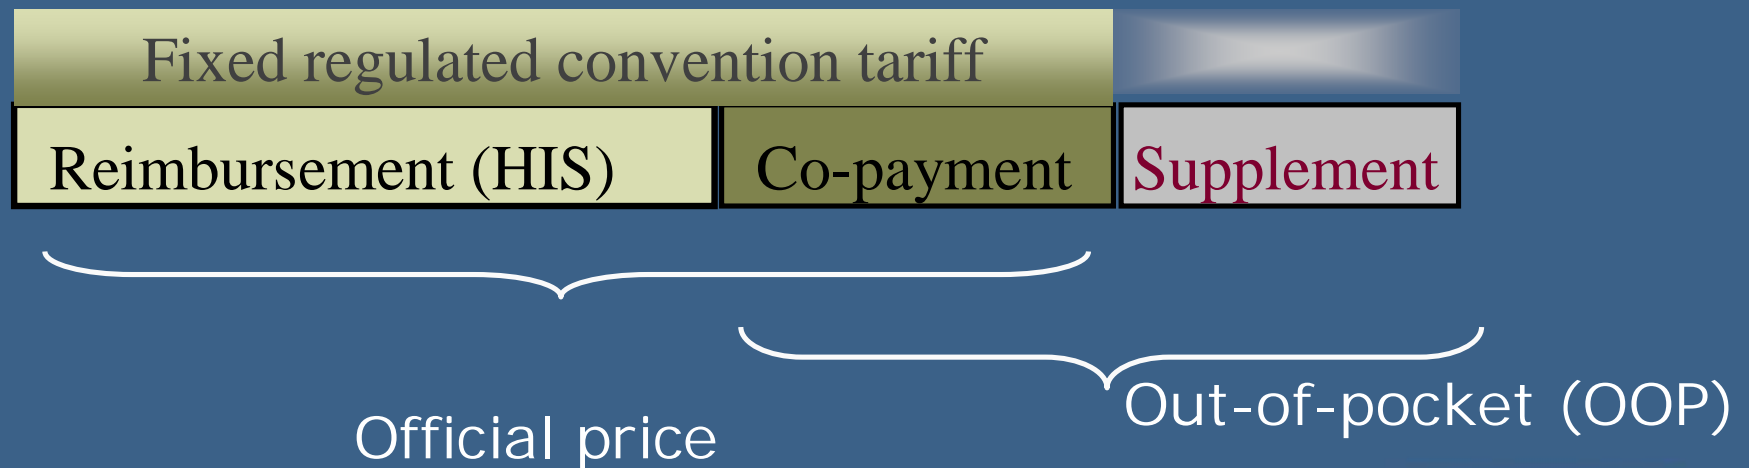 Fixed regulated convention tariff
Reimbursement (HIS) Co-payment Supplement
Out-of-pocket (OOP)
Official price